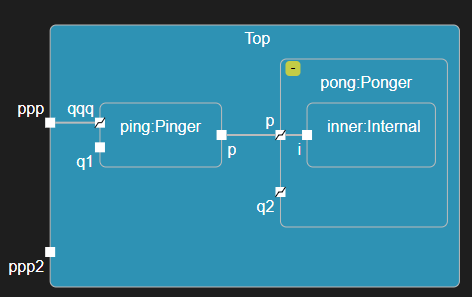 Top
-
pong:Ponger
ppp
qqq
ping:Pinger
p
inner:Internal
q1
p
i
q2
ppp2